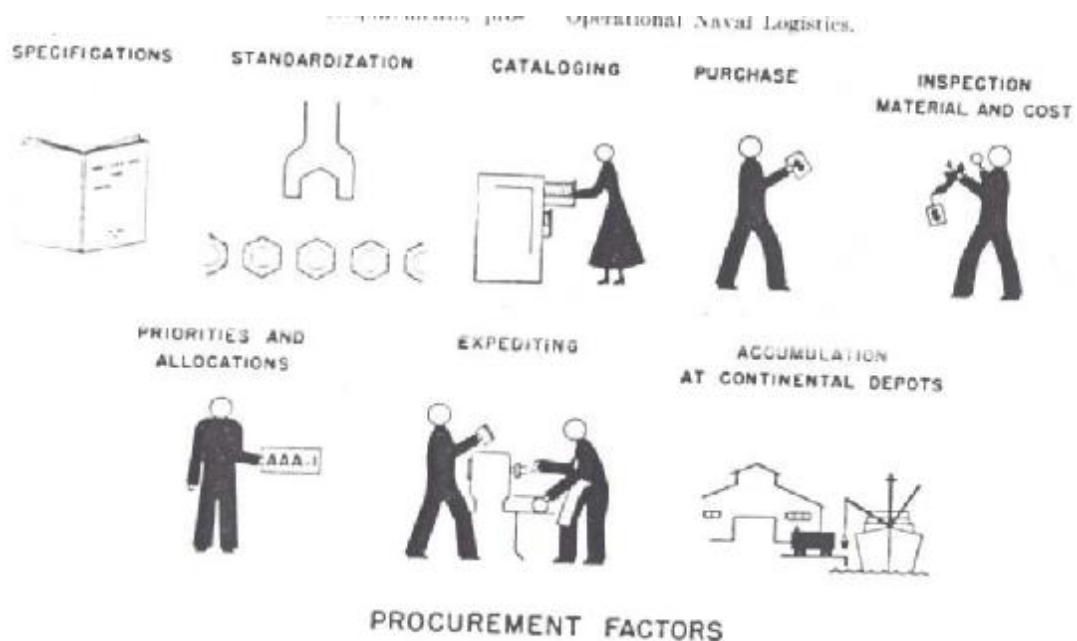 Operational Naval Logistics.
SPECIFICATIONS
STANDARDIZATION
CATALOGING
PURCHASE
INSPECTION
MATERIAL AND COST
PRIORITIES AND
ALLOCATIONS
AAA-1
EXPEDITING
ACCUMULATION
AT CONTINENTAL DEPOTS
PROCUREMENT FACTORS